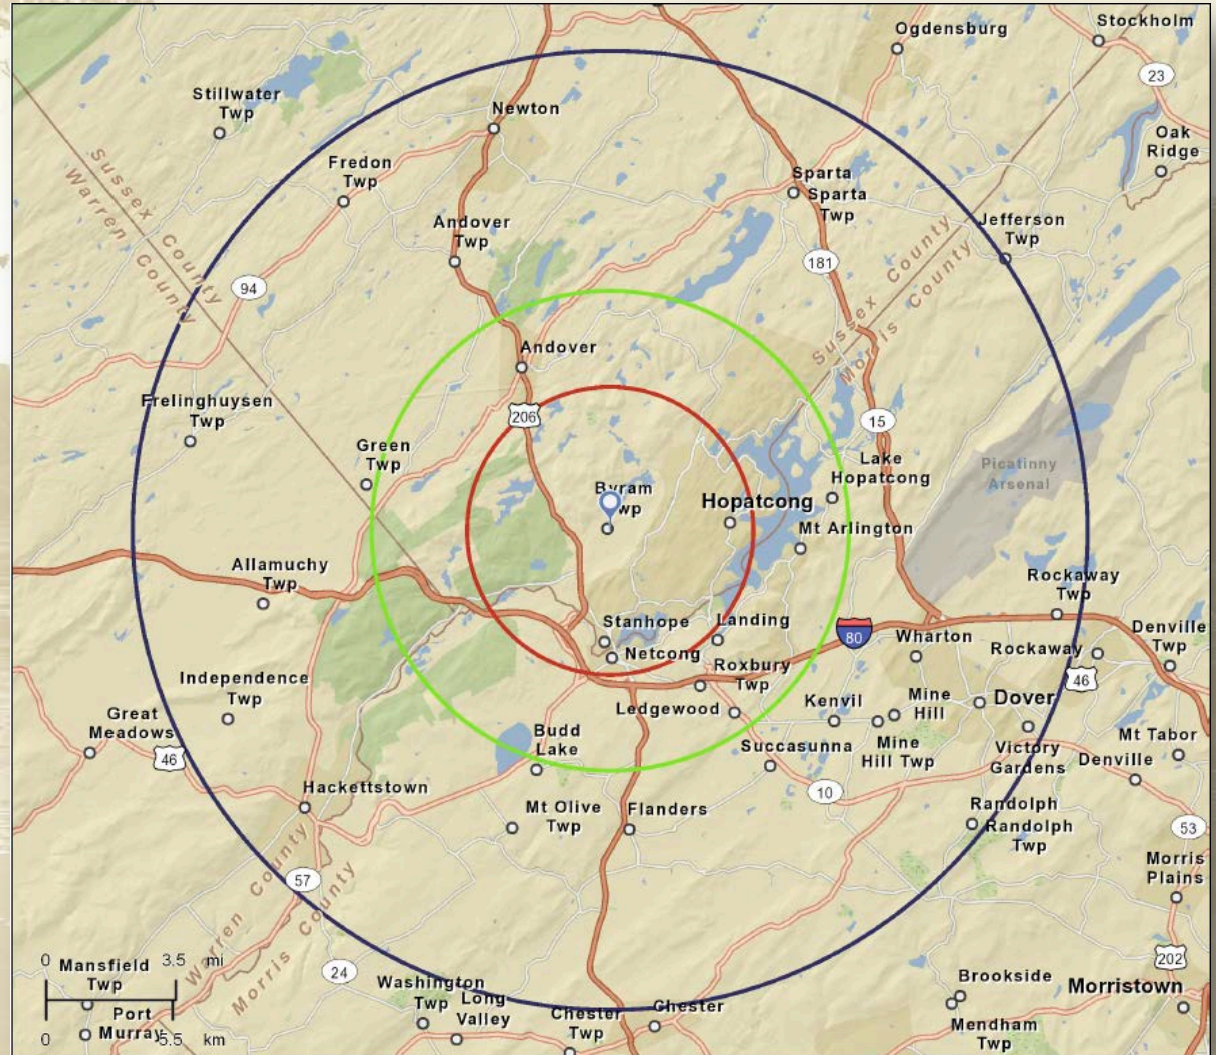 Stockholm
Ogdensburg
23
Stillwater
Twp
Newton
Oak
Ridge
Fredon
Twp
Sparta
Sparta
Twp
Sussex County
Warren County
Andover
Twp
Jefferson
Twp
181
94
Sussex County
Morris County
Andover
206
Frelinghuysen
Twp
15
Green
Twp
Lake
Hopatcong
Picatinny
Arsenal
Byram
Twp
Hopatcong
Mt Arlington
Allamuchy
Twp
Rockaway
Twp
Stanhope
Landing
80
Wharton
Denville
Twp
Netcong
Rockaway
Roxbury
Twp
46
Independence
Twp
Ledgewood
Kenvil
Mine
Hill
Dover
Great
Meadows
46
Budd
Lake
Succasunna
Mine
Hill Twp
Victory
Gardens
Mt Tabor
Denville
Hackettstown
10
Mt Olive
Twp
Flanders
Randolph
Randolph
Twp
53
Morris
Plains
57
Warren County
Morris County
0 3.5 mi
Mansfield
Twp
24
202
Washington
Twp
Long
Valley
Brookside
Morristown
Port
Murray
Chester
Twp
Chester
Mendham
Twp
0 5.5 km